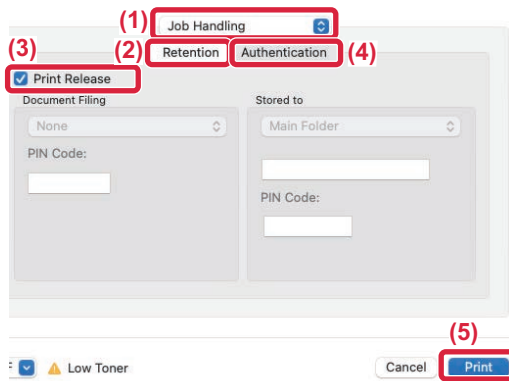 (1) Job Handling
(3) (2) Retention Authentication (4)
Print Release
Document Filing Stored to
None Main Folder
PIN Code:
PIN Code:
(5)
Low Toner Cancel Print